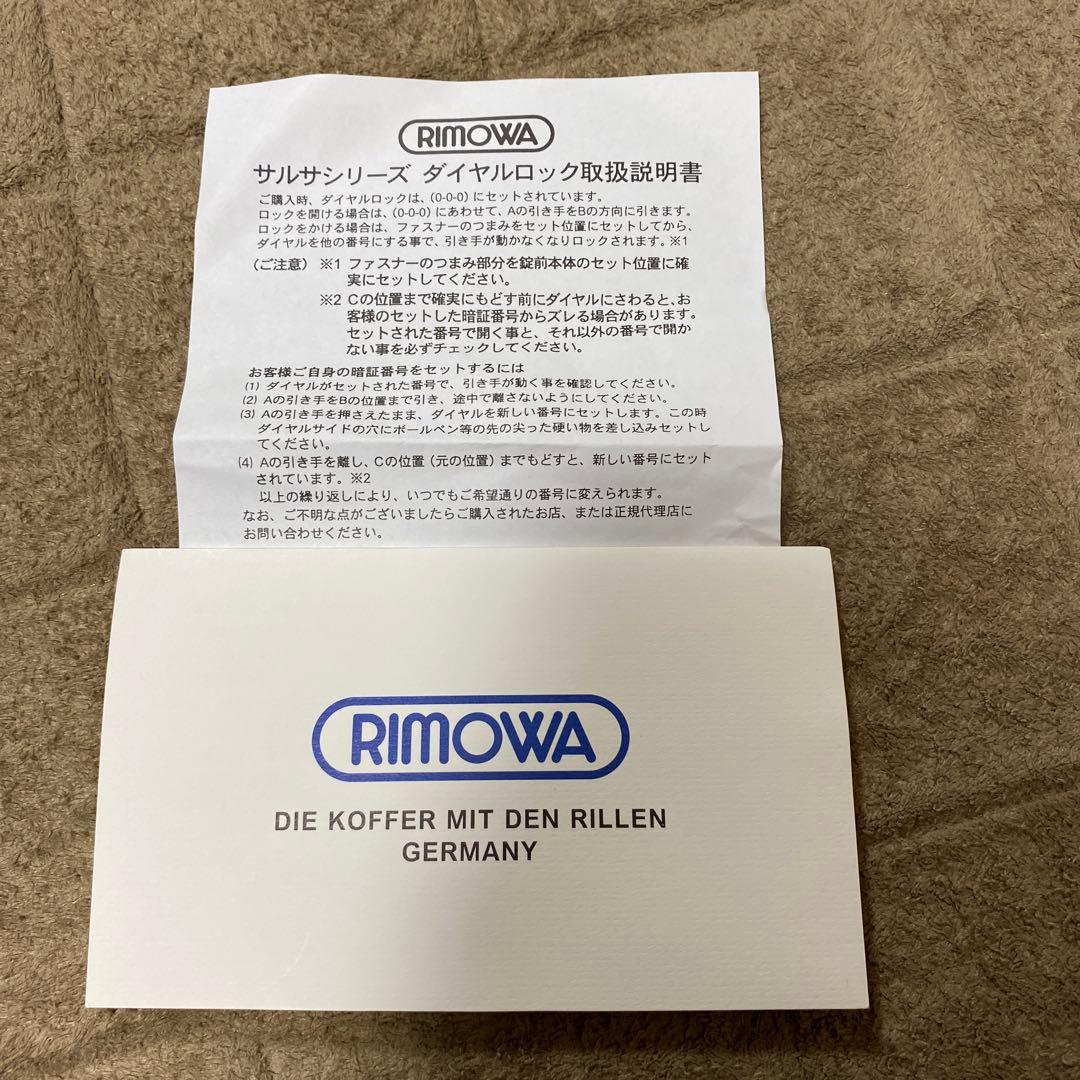 RIMOWA
サルサシリーズ ダイヤルロック取扱説明書
ご購入時、ダイヤルロックは、(0-0-0)にセットされています。
ロックを開ける場合は、(0-0-0)にあわせて、Aの引き手をBの方向に引きます。
ロックをかける場合は、ファスナーのつまみをセット位置にセットしてから、
ダイヤルを他の番号にする事で、引き手が動かなくなりロックされます。※1
(ご注意) ※1 ファスナーのつまみ部分を錠前本体のセット位置に確
実にセットしてください。
※2 Cの位置まで確実にもどす前にダイヤルにさわると、お
客様のセットした暗証番号からズレる場合があります。
セットされた番号で開く事と、それ以外の番号で開か
ない事を必ずチェックしてください。
お客様ご自身の暗証番号をセットするには
(1) ダイヤルがセットされた番号で、引き手が動く事を確認してください。
(2) Aの引き手をBの位置まで引き、途中で離さないようにしてください。
(3) Aの引き手を押さえたまま、ダイヤルを新しい番号にセットします。この時
ダイヤルサイドの穴にボールペン等の先の尖った硬い物を差し込みセットし
てください。
(4) Aの引き手を離し、Cの位置(元の位置)までもどすと、新しい番号にセット
されています。※2
以上の繰り返しにより、いつでもご希望通りの番号に変えられます。
なお、ご不明な点がございましたらご購入されたお店、または正規代理店に
お問い合わせください。
RIMOWA
DIE KOFFER MIT DEN RILLEN
GERMANY